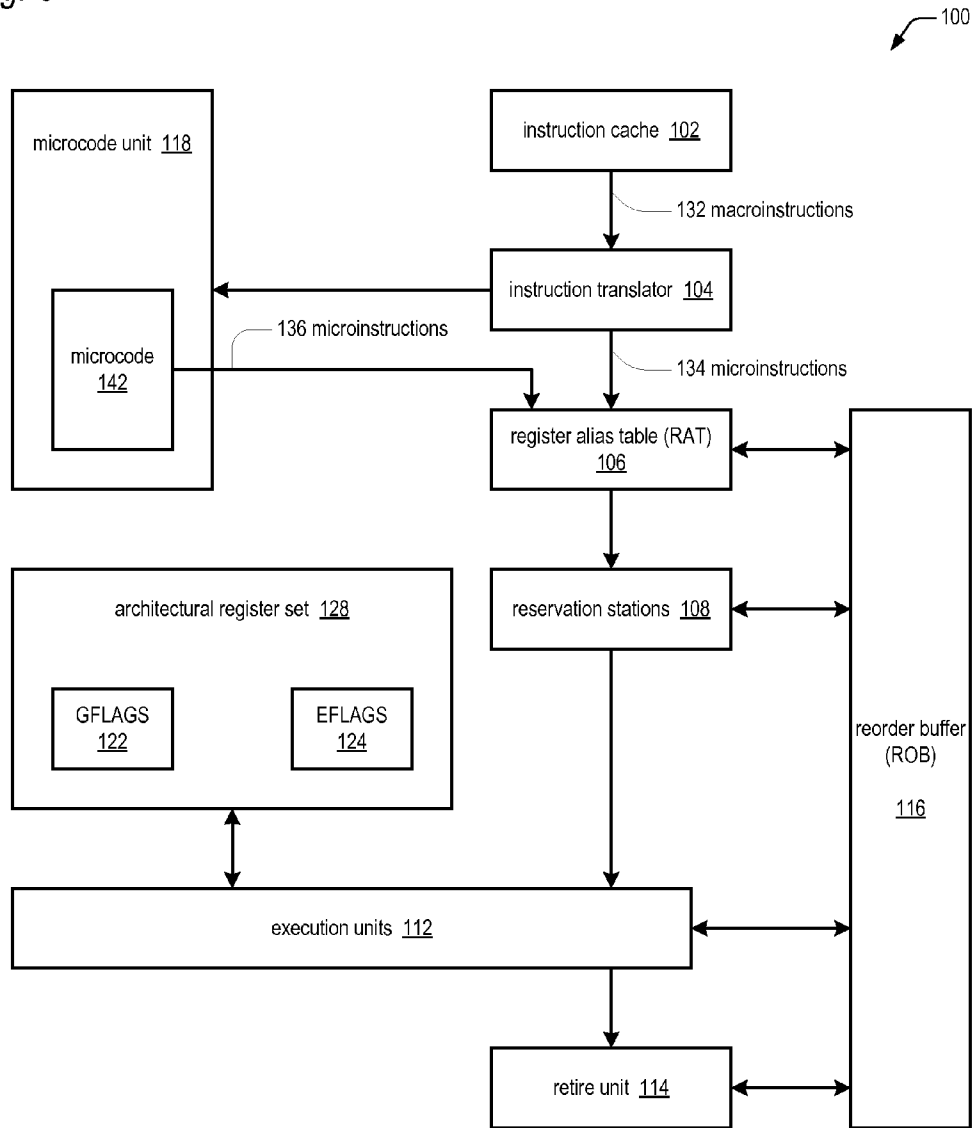 100
microcode unit 118
instruction cache 102
132 macroinstructions
instruction translator 104
136 microinstructions
134 microinstructions
microcode
142
register alias table (RAT)
106
architectural register set 128
reservation stations 108
GFLAGS
122
EFLAGS
124
reorder buffer
(ROB)
116
execution units 112
retire unit 114